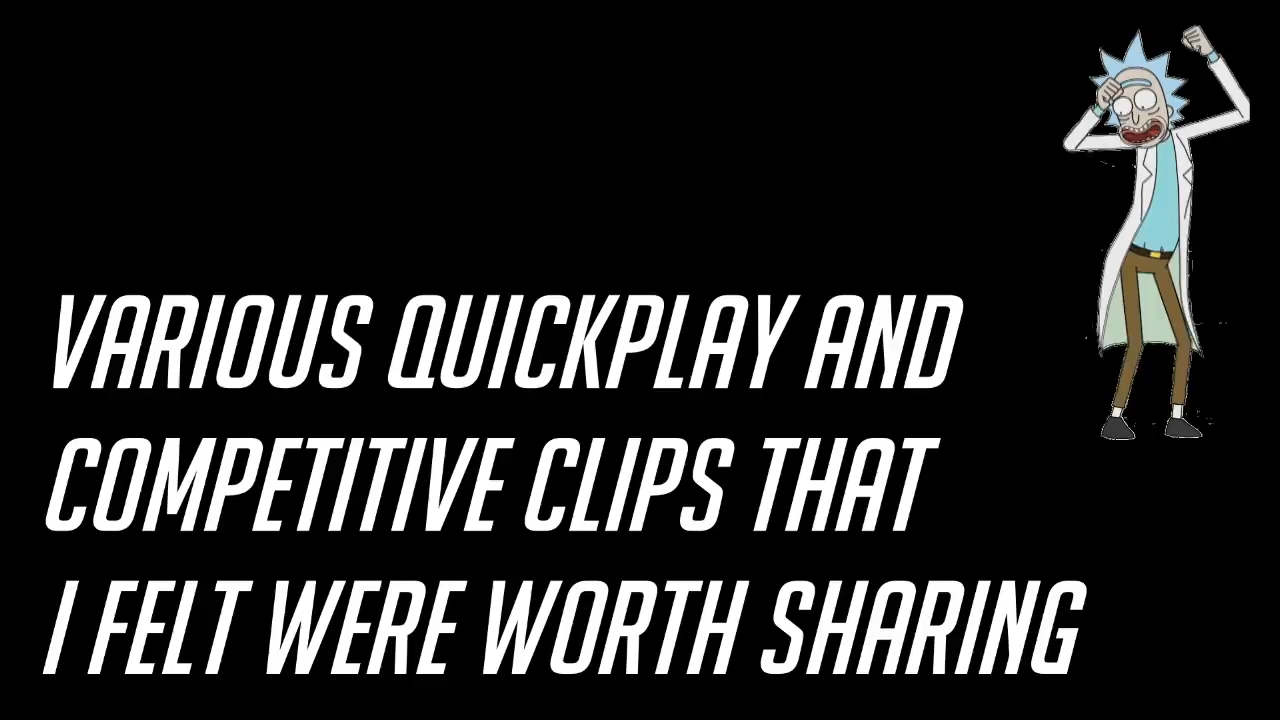 VARIOUS QUICKPLAY AND
COMPETITIVE CLIPS THAT
I FELT WERE WORTH SHARING